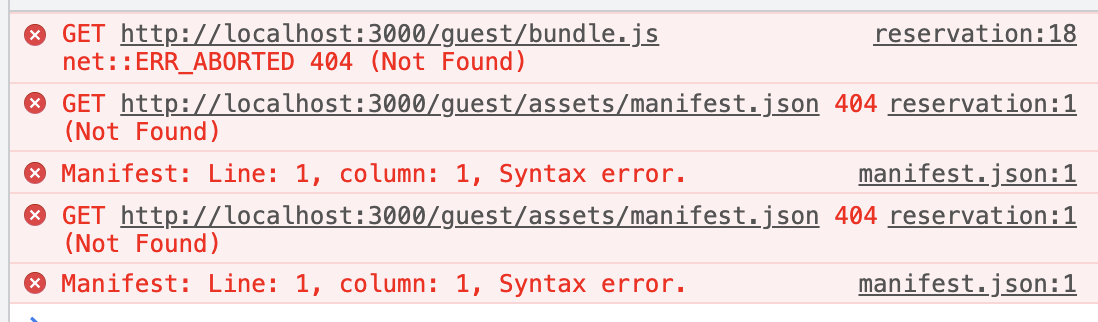 GET http://localhost:3000/guest/bundle.js reservation:18
net::ERR_ABORTED 404 (Not Found)
GET http://localhost:3000/guest/assets/manifest.json 404 reservation:1
(Not Found)
Manifest: Line: 1, column: 1, Syntax error. manifest.json:1
GET http://localhost:3000/guest/assets/manifest.json 404 reservation:1
(Not Found)
Manifest: Line: 1, column: 1, Syntax error. manifest.json:1